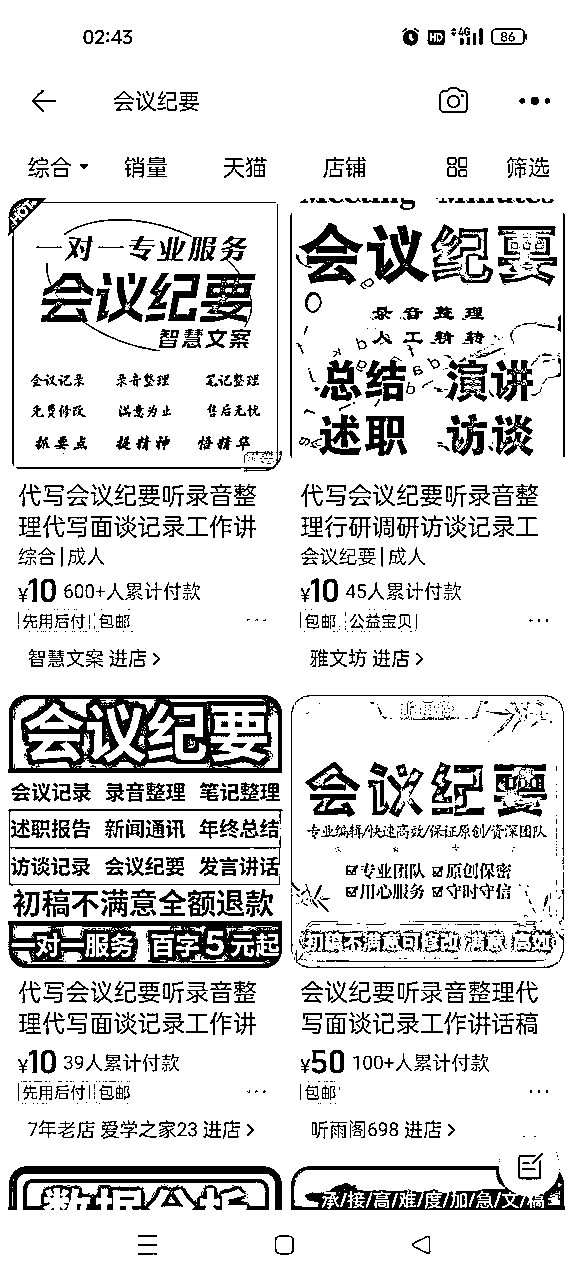 02:43
HD 4G 86
会议纪要
综合 销量 天猫 店铺 筛选
HOT
一对一专业服务
会议纪要
智慧文案
会议记录 录音整理 笔记整理
免费修改 满意为止 售后无忧
抓要点 提精神 悟精华
代写会议纪要听录音整
理代写面谈记录工作讲
综合|成人
¥10 600+人累计付款
先用后付 包邮
智慧文案 进店
Meeting Minutes
会议纪要
录音整理
人工精转
总结 演讲
述职 访谈
代写会议纪要听录音整
理行研调研访谈记录工
会议纪要|成人
¥10 45人累计付款
包邮 公益宝贝
雅文坊 进店
会议纪要
会议记录 录音整理 笔记整理
述职报告 新闻通讯 年终总结
访谈记录 会议纪要 发言讲话
初稿不满意全额退款
一对一服务 百字5元起
代写会议纪要听录音整
理代写面谈记录工作讲
¥10 39人累计付款
先用后付 包邮
7年老店 爱学之家23 进店
会议纪要
专业编辑/快速高效/保证原创/资深团队
专业团队 原创保密
用心服务 守时守信
初稿不满意可修改 满意
会议纪要听录音整理代
写面谈记录工作讲话稿
¥50 100+人累计付款
包邮
听雨阁698 进店
数据分析
承/接/高/难/度/加/急/文/稿